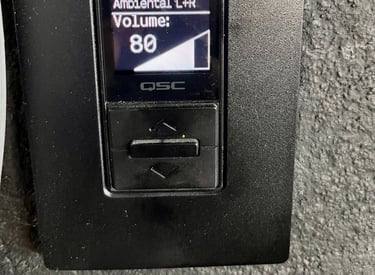 Ambiental L+R
Volume:
80
QSC